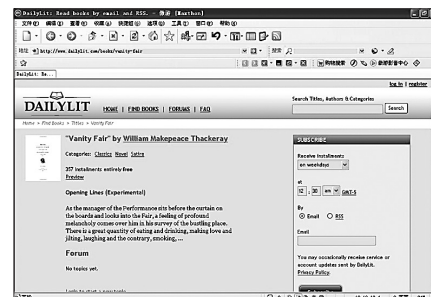 DailyLit: Read books by email and RSS. - 傲游 [Maxthon]
http://www.dailylit.com/books/vanity-fair
DailyLit: Re...
log in | register
DAILYLIT
HOME | FIND BOOKS | FORUMS | FAQ
Search Titles, Authors & Categories
Search
Home > Find Books > Titles > Vanity Fair
"Vanity Fair" by William Makepeace Thackeray
Categories: Classics Novel Satire
357 installments entirely free
Preview
Opening Lines (Experimental)
As the manager of the Performance sits before the curtain on
the boards and looks into the Fair, a feeling of profound
melancholy comes over him in his survey of the bustling place.
There is a great quantity of eating and drinking, making love and
jilting, laughing and the contrary, smoking, ...
Forum
No topics yet.
SUBSCRIBE
Receive Installments
on weekdays
at
12 : 30 am GMT-5
By
Email RSS
Email
You may occasionally receive service or
account updates sent by DailyLit.
Privacy Policy.